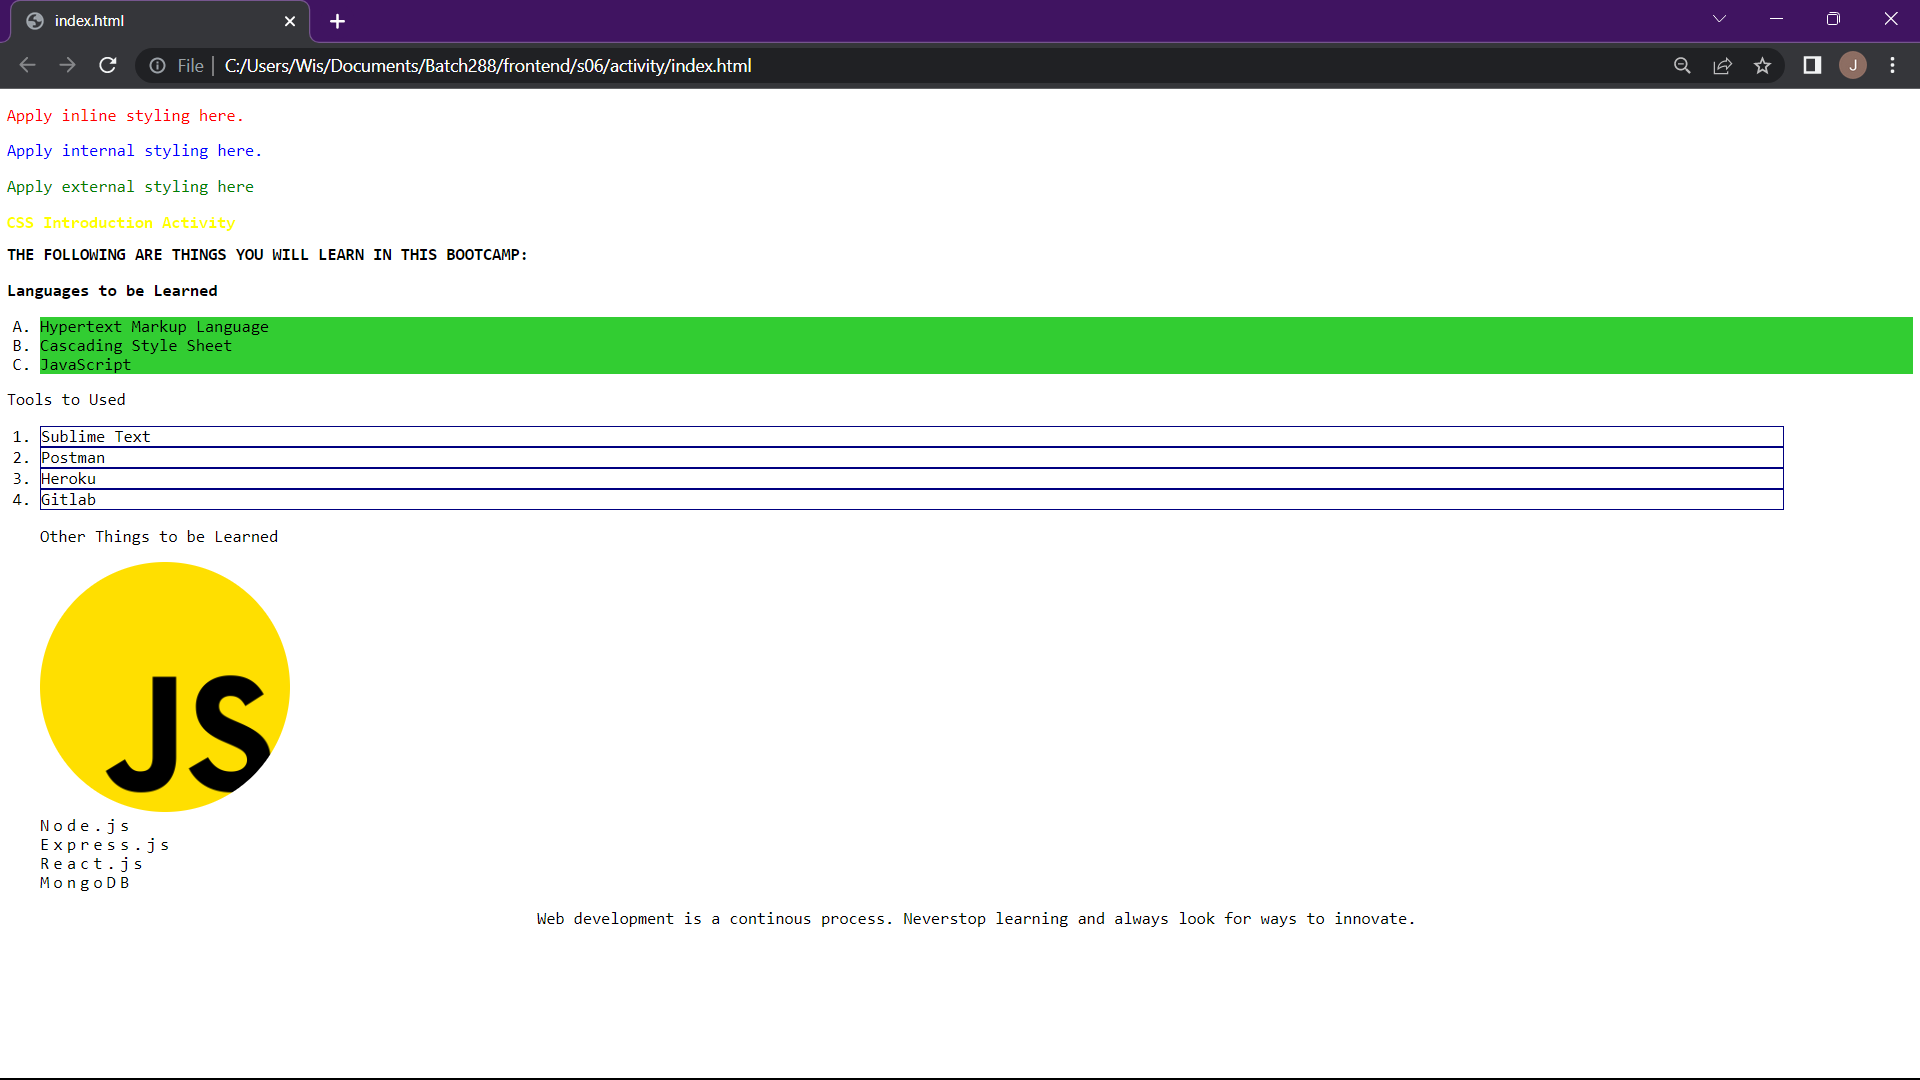 index.html
File
C:/Users/Wis/Documents/Batch288/frontend/s06/activity/index.html
J
Apply inline styling here.
Apply internal styling here.
Apply external styling here
CSS Introduction Activity
THE FOLLOWING ARE THINGS YOU WILL LEARN IN THIS BOOTCAMP:
Languages to be Learned
A. Hypertext Markup Language
B. Cascading Style Sheet
C. JavaScript
Tools to Used
1. Sublime Text
2. Postman
3. Heroku
4. Gitlab
Other Things to be Learned
JS
Node.js
Express.js
React.js
MongoDB
Web development is a continous process. Neverstop learning and always look for ways to innovate.